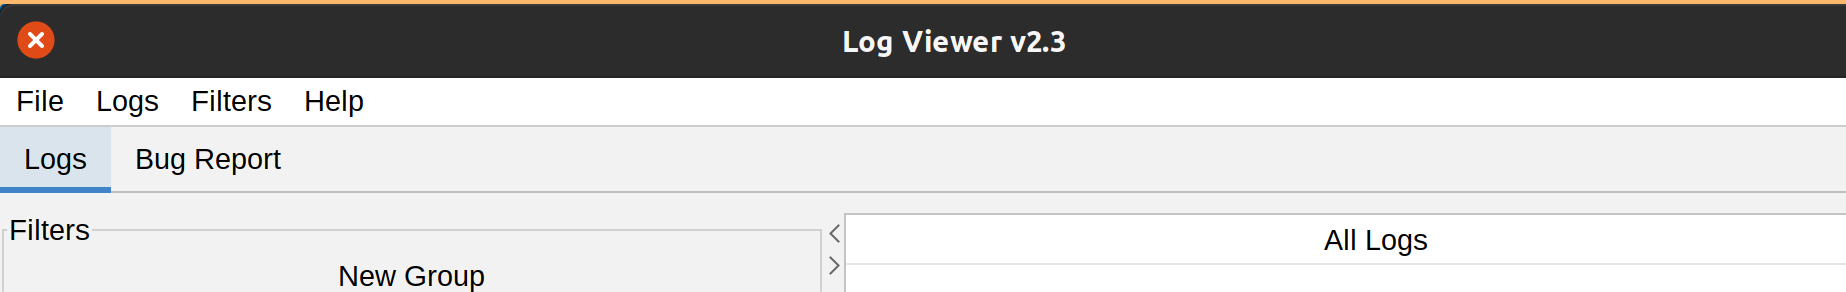 Log Viewer v2.3
File Logs Filters Help
Logs Bug Report
Filters
All Logs
New Group